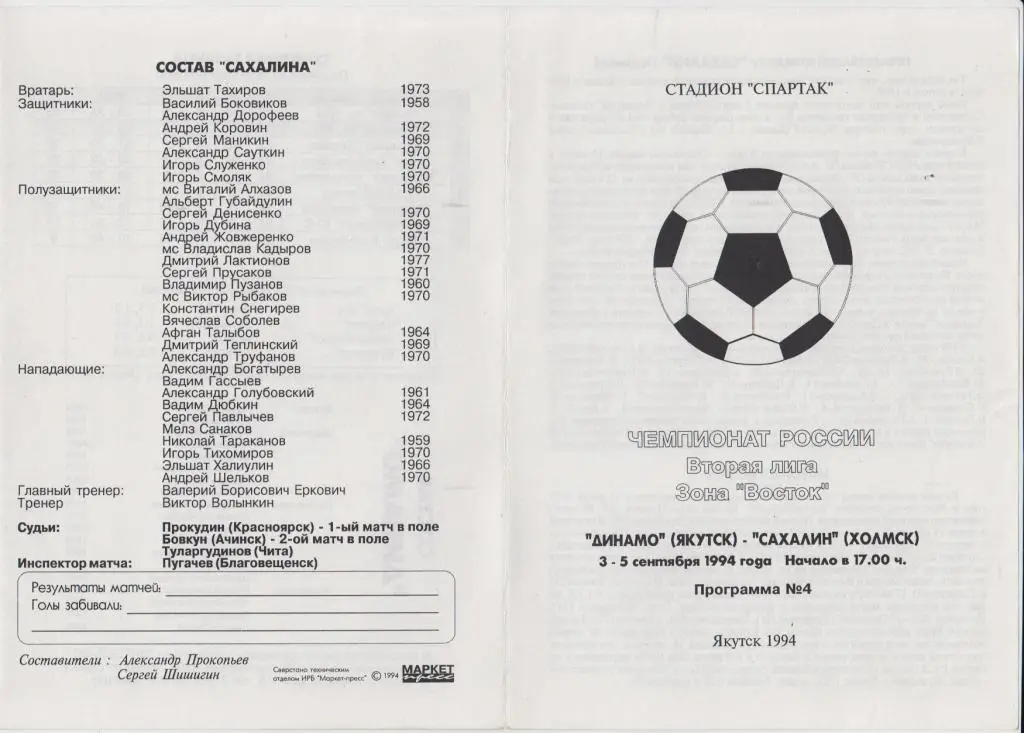 СОСТАВ "САХАЛИНА"
Вратарь: Эльшат Тахиров 1973
Защитники: Василий Боковиков 1958
Александр Дорофеев
Андрей Коровин 1972
Сергей Маникин 1969
Александр Сауткин 1970
Игорь Служенко 1970
Игорь Смоляк 1970
Полузащитники: мс Виталий Алхазов 1966
Альберт Губайдулин
Сергей Денисенко 1970
Игорь Дубина 1969
Андрей Жовжеренко 1971
мс Владислав Кадыров 1970
Дмитрий Лактионов 1977
Сергей Прусаков 1971
Владимир Пузанов 1960
мс Виктор Рыбаков 1970
Константин Снегирев
Вячеслав Соболев
Афган Талыбов 1964
Дмитрий Теплинский 1969
Александр Труфанов 1970
Нападающие: Александр Богатырев
Вадим Гассыев
Александр Голубовский 1961
Вадим Дюбкин 1964
Сергей Павлычев 1972
Мелз Санаков
Николай Тараканов 1959
Игорь Тихомиров 1970
Эльшат Халиулин 1966
Андрей Шельков 1970
Главный тренер: Валерий Борисович Еркович
Тренер Виктор Волынкин
Судьи: Прокудин (Красноярск) - 1-ый матч в поле
Бовкун (Ачинск) - 2-ой матч в поле
Туларгудинов (Чита)
Инспектор матча: Пугачев (Благовещенск)
Результаты матчей:
Голы забивали:
Составители : Александр Прокопьев
Сергей Шишигин
Сверстано техническим
отделом ИРБ "Маркет-пресс" © 1994 МАРКЕТ пресс
СТАДИОН "СПАРТАК"
ЧЕМПИОНАТ РОССИИ
Вторая лига
Зона "Восток"
"ДИНАМО" (ЯКУТСК) - "САХАЛИН" (ХОЛМСК)
3 - 5 сентября 1994 года Начало в 17.00 ч.
Программа №4
Якутск 1994